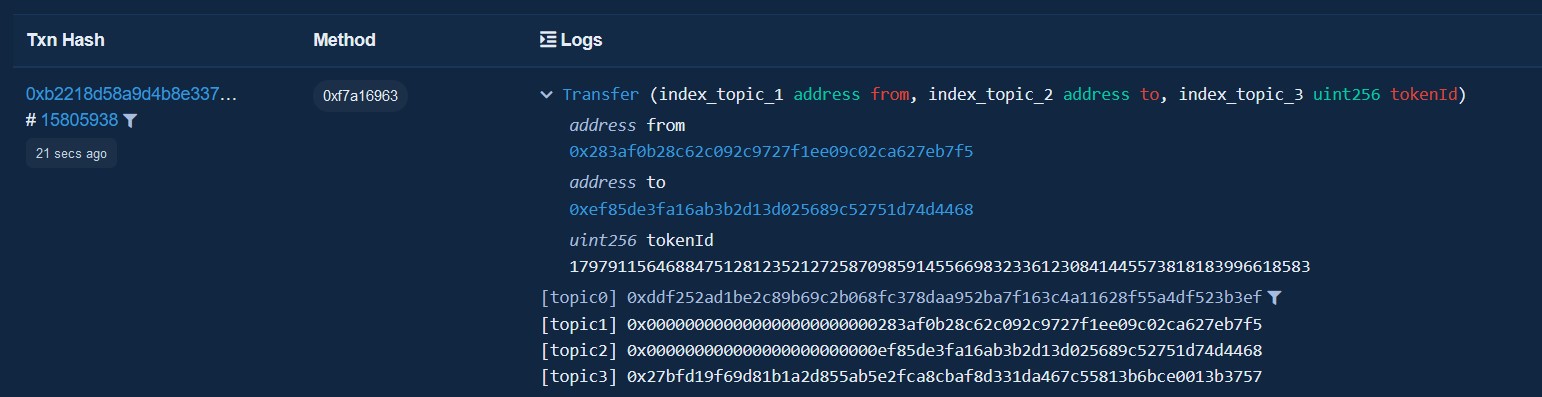 Txn Hash Method Logs
0xb2218d58a9d4b8e337... 0xf7a16963 Transfer (index_topic_1 address from, index_topic_2 address to, index_topic_3 uint256 tokenId)
# 15805938
21 secs ago
address from
0x283af0b28c62c092c9727f1ee09c02ca627eb7f5
address to
0xef85de3fa16ab3b2d13d025689c52751d74d4468
uint256 tokenId
17979115646884751281235212725870985914556698323361230841445573818183996618583
[topic0] 0xddf252ad1be2c89b69c2b068fc378daa952ba7f163c4a11628f55a4df523b3ef
[topic1] 0x000000000000000000000000283af0b28c62c092c9727f1ee09c02ca627eb7f5
[topic2] 0x000000000000000000000000ef85de3fa16ab3b2d13d025689c52751d74d4468
[topic3] 0x27bfd19f69d81b1a2d855ab5e2fca8cbaf8d331da467c55813b6bce0013b3757